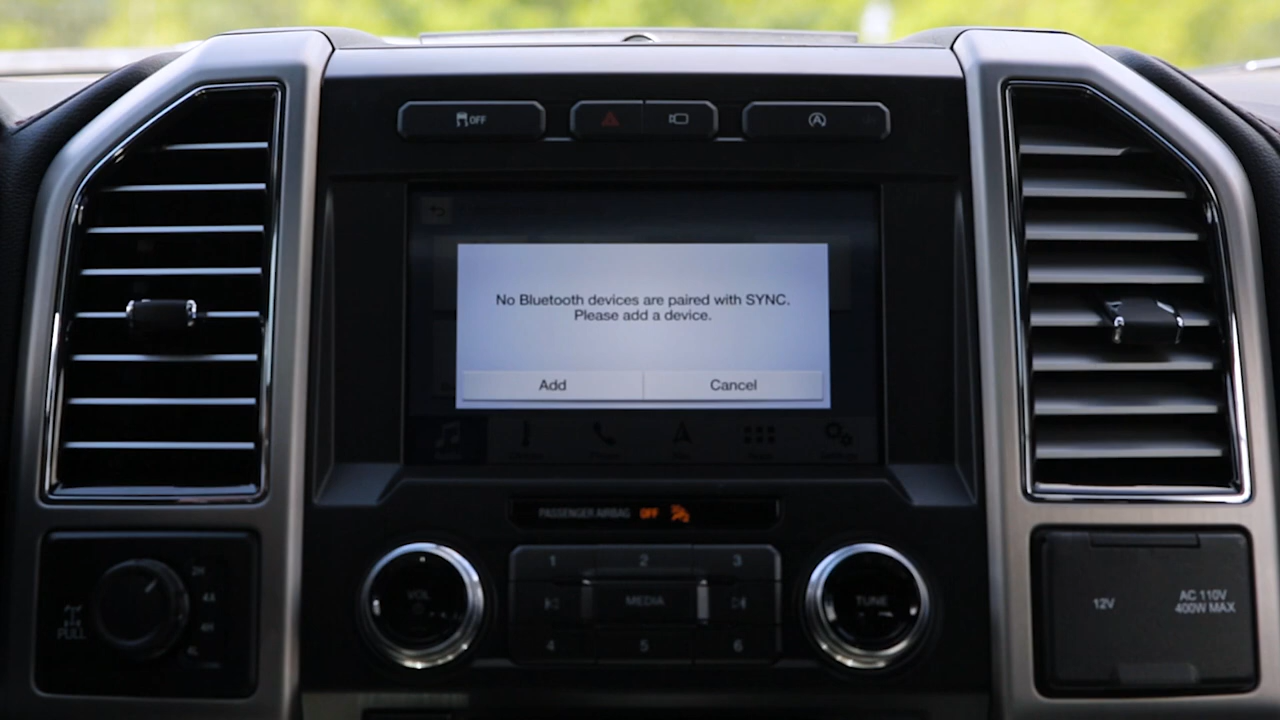 OFF
No Bluetooth devices are paired with SYNC.
Please add a device.
Add
Cancel
PASSENGER AIRBAG OFF
1
2
3
VOL
MEDIA
TUNE
4
5
6
2H
4A
4H
PULL
12V
AC 110V
400W MAX